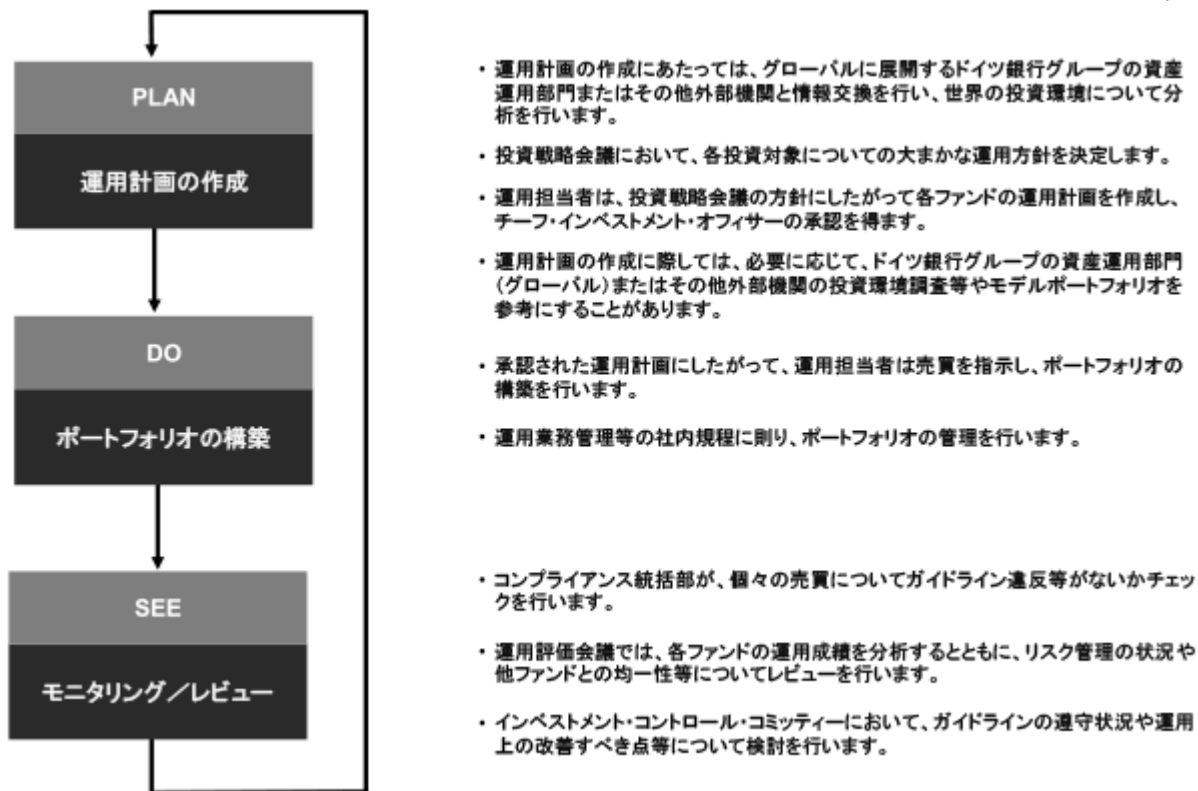 PLAN
運用計画の作成
・運用計画の作成にあたっては、グローバルに展開するドイツ銀行グループの資産
運用部門またはその他外部機関と情報交換を行い、世界の投資環境について分
析を行います。
・投資戦略会議において、各投資対象についての大まかな運用方針を決定します。
・運用担当者は、投資戦略会議の方針にしたがって各ファンドの運用計画を作成し、
チーフ・インベストメント・オフィサーの承認を得ます。
・運用計画の作成に際しては、必要に応じて、ドイツ銀行グループの資産運用部門
(グローバル)またはその他外部機関の投資環境調査等やモデルポートフォリオを
参考にすることがあります。
DO
ポートフォリオの構築
・承認された運用計画にしたがって、運用担当者は売買を指示し、ポートフォリオの
構築を行います。
・運用業務管理等の社内規程に則り、ポートフォリオの管理を行います。
SEE
モニタリング／レビュー
・コンプライアンス統括部が、個々の売買についてガイドライン違反等がないかチェッ
クを行います。
・運用評価会議では、各ファンドの運用成績を分析するとともに、リスク管理の状況や
他ファンドとの均一性等についてレビューを行います。
・インベストメント・コントロール・コミッティーにおいて、ガイドラインの遵守状況や運用
上の改善すべき点等について検討を行います。